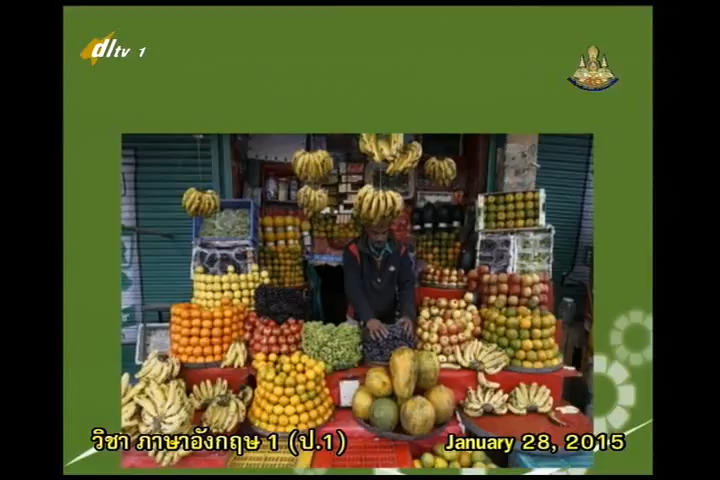 dltv 1
วิชา ภาษาอังกฤษ 1 (ป.1)
January 28, 2015